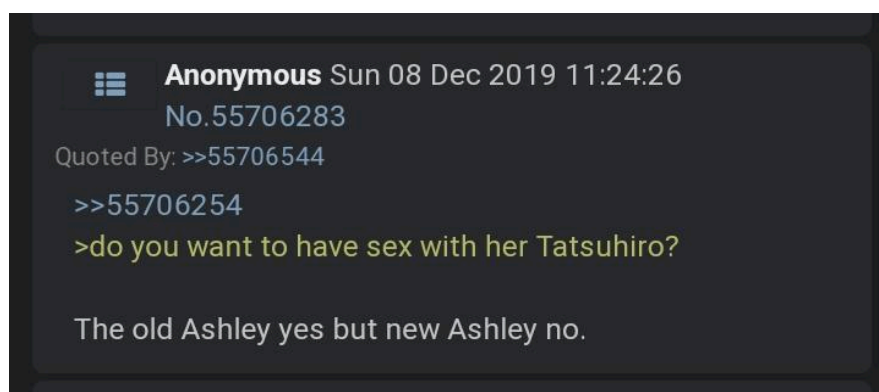 Anonymous Sun 08 Dec 2019 11:24:26
No.55706283
Quoted By: >>55706544
>>55706254
>do you want to have sex with her Tatsuhiro?
The old Ashley yes but new Ashley no.